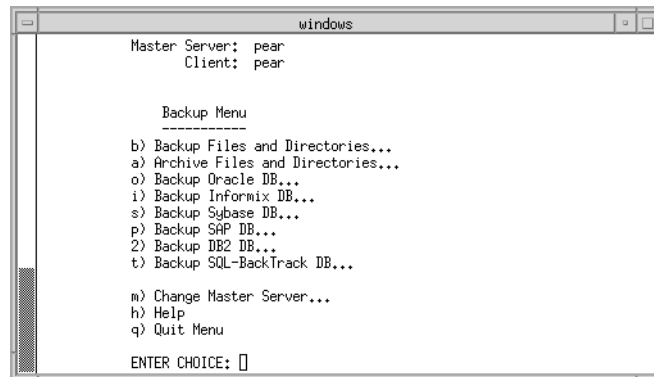 windows
Master Server: pear
Client: pear
Backup Menu
-----------
b) Backup Files and Directories...
a) Archive Files and Directories...
o) Backup Oracle DB...
i) Backup Informix DB...
s) Backup Sybase DB...
p) Backup SAP DB...
2) Backup DB2 DB...
t) Backup SQL-BackTrack DB...
m) Change Master Server...
h) Help
q) Quit Menu
ENTER CHOICE: